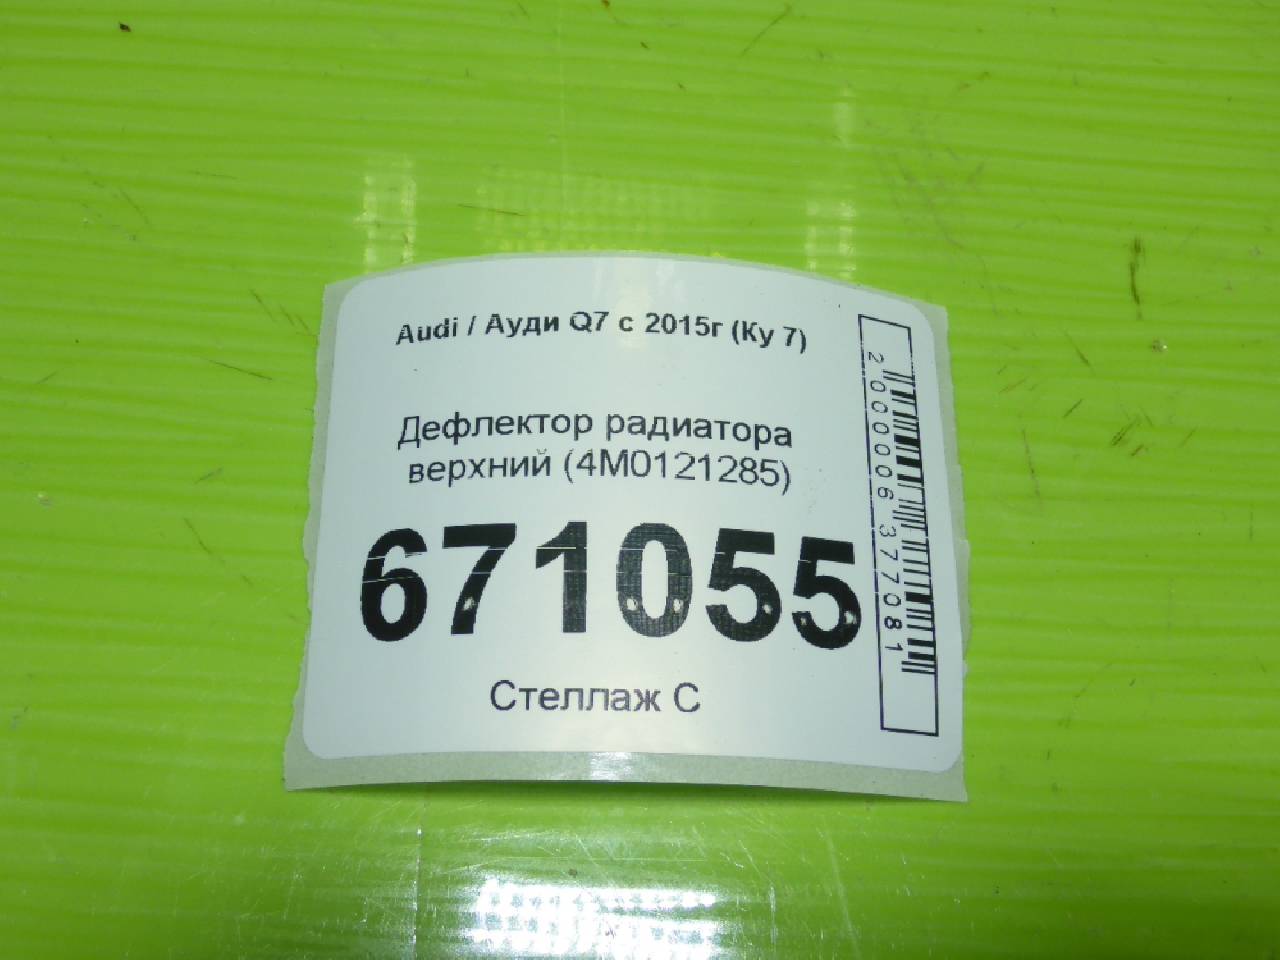 Audi / Ауди Q7 с 2015г (Ку 7)
Дефлектор радиатора
верхний (4M0121285)
671055
Стеллаж С
2000006377081